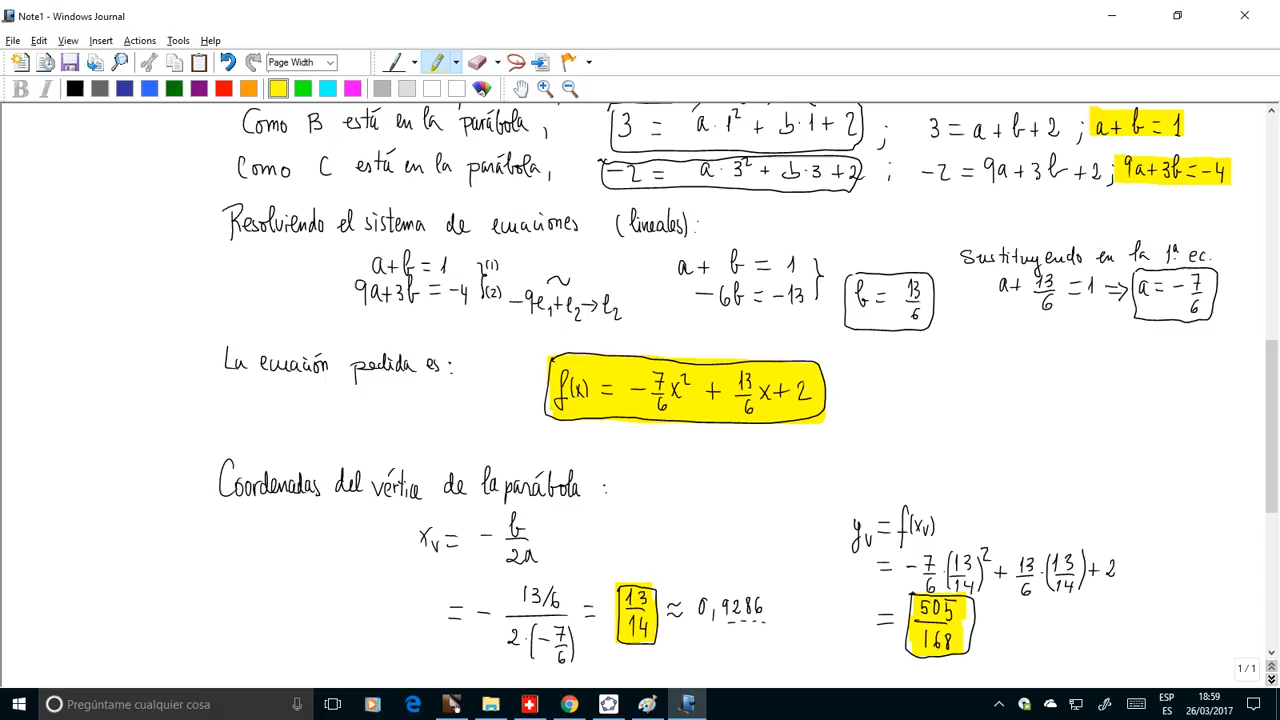 Note1 - Windows Journal
File Edit View Insert Actions Tools Help
Page Width
B I
Como B está en la parábola, 3 = a·1² + b·1 + 2 ; 3 = a + b + 2 ; a + b = 1
Como C está en la parábola, -2 = a·3² + b·3 + 2 ; -2 = 9a + 3b + 2 ; 9a + 3b = -4
Resolviendo el sistema de ecuaciones (lineales):
Sustituyendo en la 1ª ec.
a + b = 1 (1) a + b = 1
9a + 3b = -4 (2) ~ -9e₁ + e₂ → e₂ -6b = -13 b = 13/6 a + 13/6 = 1 ⇒ a = -7/6
La ecuación pedida es: f(x) = -7/6 x² + 13/6 x + 2
Coordenadas del vértice de la parábola :
x_v = - b/2a y_v = f(x_v)
= -7/6 · (13/14)² + 13/6 · (13/14) + 2
= - 13/6 / 2·(-7/6) = 13/14 ≈ 0,9286 = 505/168
1/1
Pregúntame cualquier cosa
ESP 18:59
ES 26/03/2017